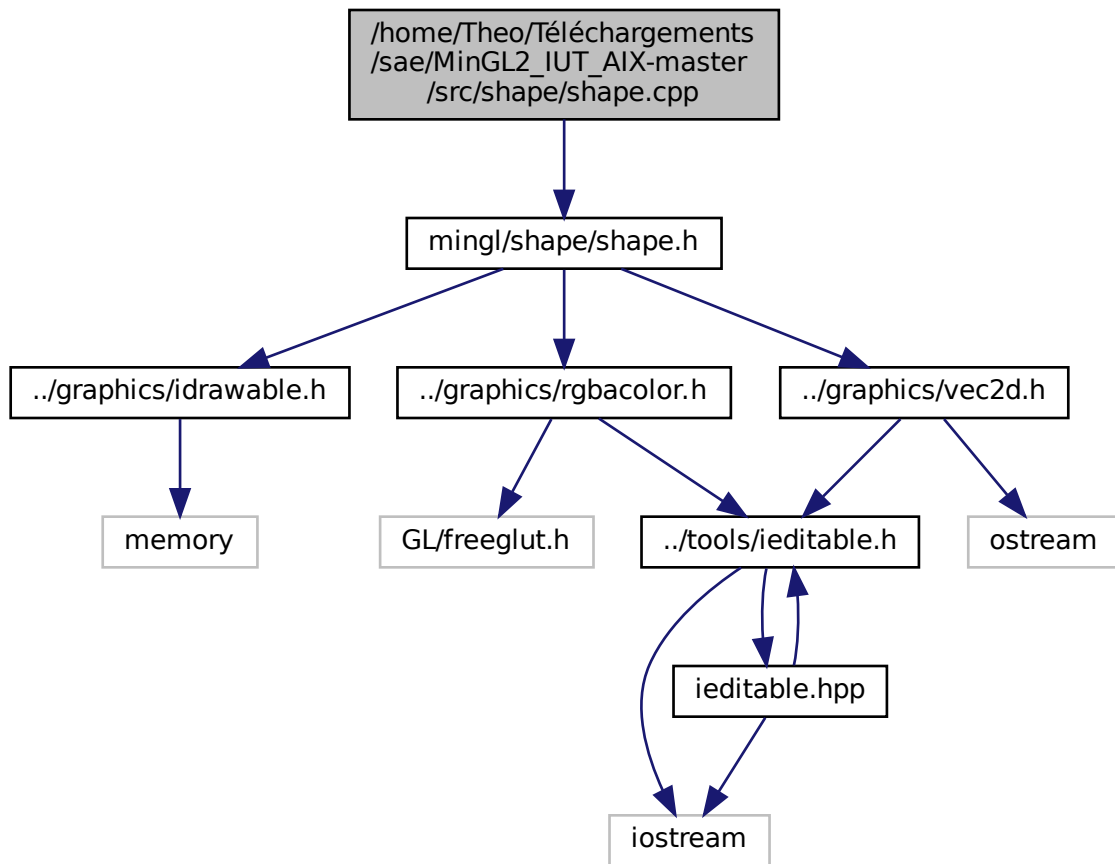 /home/Theo/Téléchargements
/sae/MinGL2_IUT_AIX-master
/src/shape/shape.cpp
mingl/shape/shape.h
../graphics/idrawable.h
../graphics/rgbacolor.h
../graphics/vec2d.h
memory
GL/freeglut.h
../tools/ieditable.h
ostream
ieditable.hpp
iostream